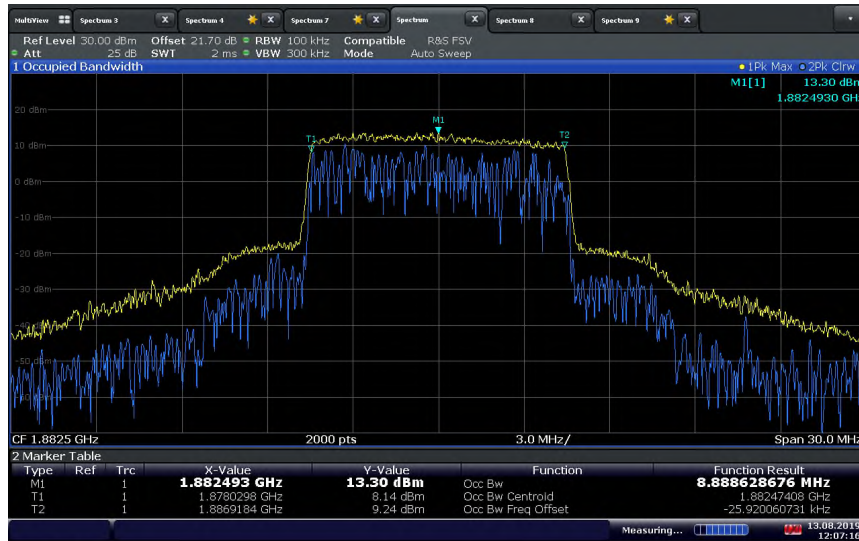 MultiView Spectrum 3 X Spectrum 4 X Spectrum 7 X Spectrum X Spectrum 8 X Spectrum 9 X
Ref Level 30.00 dBm Offset 21.70 dB RBW 100 kHz Compatible R&S FSV
Att 25 dB SWT 2 ms VBW 300 kHz Mode Auto Sweep
1 Occupied Bandwidth 1Pk Max 2Pk Clrw
M1[1] 13.30 dBm
1.8824930 GH
20 dBm
M1
T1
T2
10 dBm
0 dBm
-10 dBm
-20 dBm
-30 dBm
-40 dBm
-50 dBm
CF 1.8825 GHz 2000 pts 3.0 MHz/ Span 30.0 MHz
2 Marker Table
Type Ref Trc X-Value Y-Value Function Function Result
M1 1 1.882493 GHz 13.30 dBm Occ Bw 8.888628676 MHz
T1 1 1.8780298 GHz 8.14 dBm Occ Bw Centroid 1.88247408 GHz
T2 1 1.8869184 GHz 9.24 dBm Occ Bw Freq Offset -25.920060731 kHz
Measuring... 13.08.2019
12:07:16